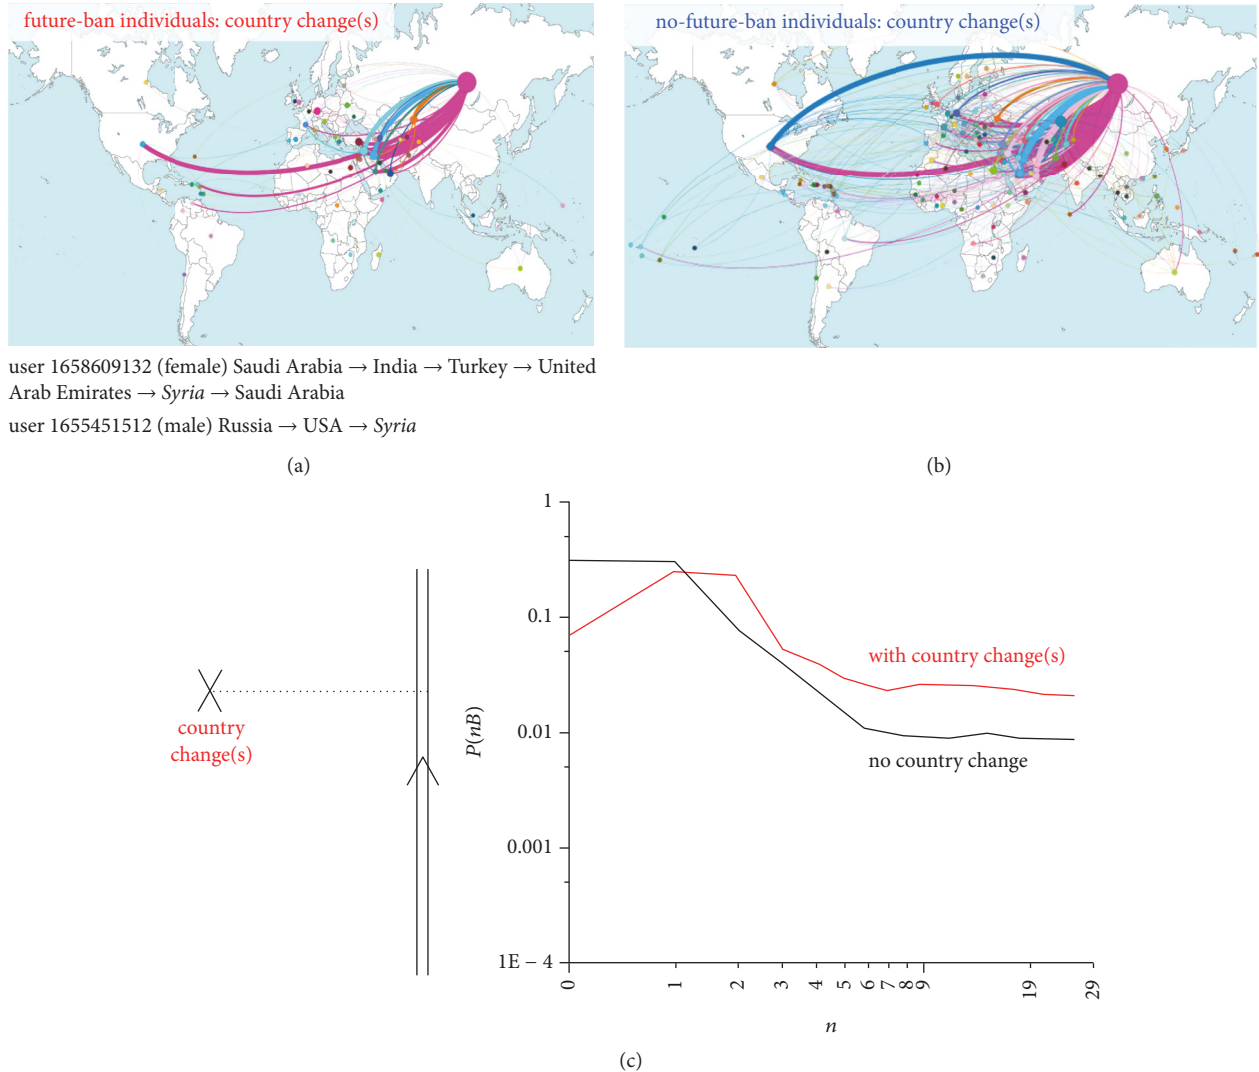 future-ban individuals: country change(s)
no-future-ban individuals: country change(s)
user 1658609132 (female) Saudi Arabia → India → Turkey → United
Arab Emirates → Syria → Saudi Arabia
user 1655451512 (male) Russia → USA → Syria
(a)
(b)
country
change(s)
P(nB)
1
0.1
0.01
0.001
1E − 4
with country change(s)
no country change
0 1 2 3 4 5 6 7 8 9 19 29
n
(c)